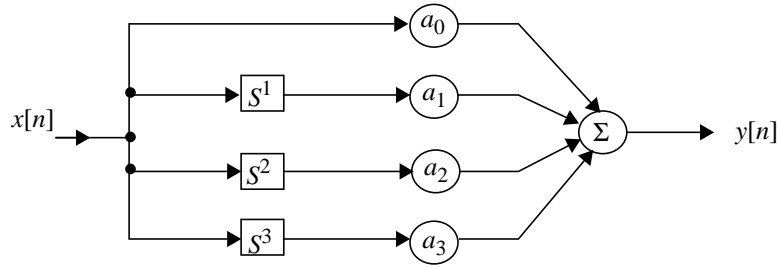 a₀
S¹ a₁
x[n] Σ y[n]
S² a₂
S³ a₃